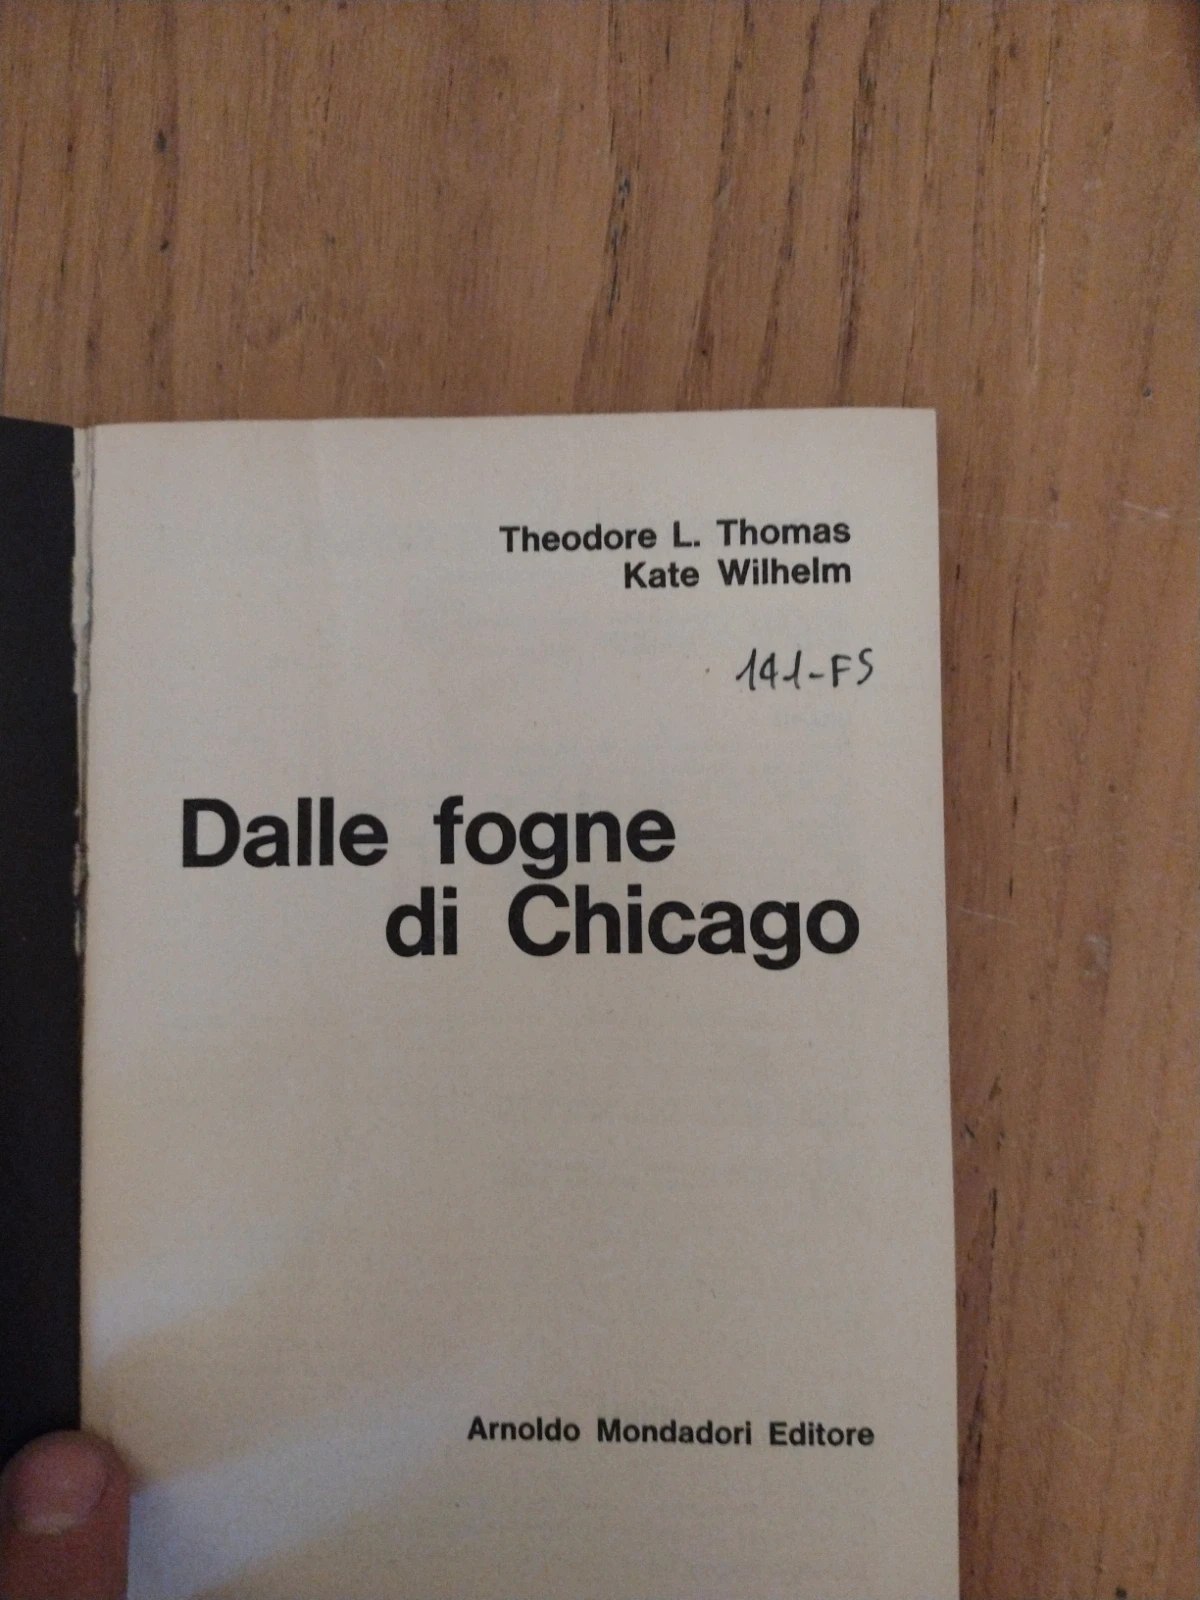 Theodore L. Thomas
Kate Wilhelm
141-FS
Dalle fogne
di Chicago
Arnoldo Mondadori Editore